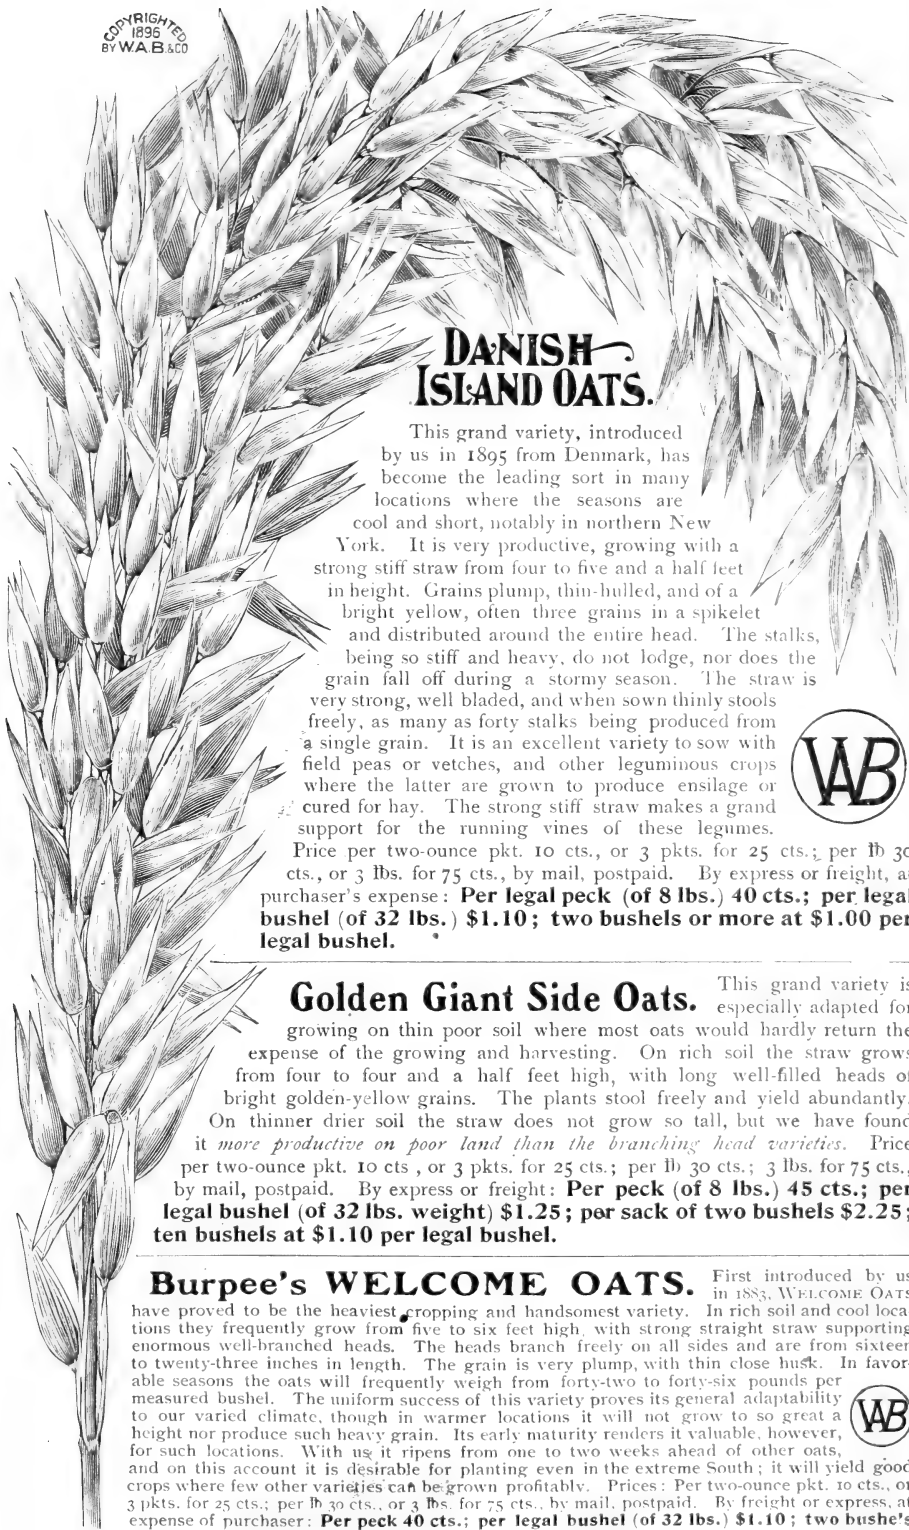 COPYRIGHTED
1896
BY W.A.B.&CO
DANISH
ISLAND OATS.
This grand variety, introduced
by us in 1895 from Denmark, has
become the leading sort in many
locations where the seasons are
cool and short, notably in northern New
York. It is very productive, growing with a
strong stiff straw from four to five and a half feet
in height. Grains plump, thin-hulled, and of a
bright yellow, often three grains in a spikelet
and distributed around the entire head. The stalks,
being so stiff and heavy, do not lodge, nor does the
grain fall off during a stormy season. The straw is
very strong, well bladed, and when sown thinly stools
freely, as many as forty stalks being produced from
a single grain. It is an excellent variety to sow with
field peas or vetches, and other leguminous crops
where the latter are grown to produce ensilage or
cured for hay. The strong stiff straw makes a grand
support for the running vines of these legumes.
WAB
Price per two-ounce pkt. 10 cts., or 3 pkts. for 25 cts.; per lb 30
cts., or 3 lbs. for 75 cts., by mail, postpaid. By express or freight, a
purchaser's expense: Per legal peck (of 8 lbs.) 40 cts.; per legal
bushel (of 32 lbs.) $1.10; two bushels or more at $1.00 per
legal bushel.
Golden Giant Side Oats. This grand variety is
especially adapted for
growing on thin poor soil where most oats would hardly return the
expense of the growing and harvesting. On rich soil the straw grows
from four to four and a half feet high, with long well-filled heads of
bright golden-yellow grains. The plants stool freely and yield abundantly.
On thinner drier soil the straw does not grow so tall, but we have found
it more productive on poor land than the branching head varieties. Price
per two-ounce pkt. 10 cts, or 3 pkts. for 25 cts.; per lb 30 cts.; 3 lbs. for 75 cts.,
by mail, postpaid. By express or freight: Per peck (of 8 lbs.) 45 cts.; per
legal bushel (of 32 lbs. weight) $1.25; per sack of two bushels $2.25;
ten bushels at $1.10 per legal bushel.
Burpee's WELCOME OATS. First introduced by us
in 1883, WELCOME OATS
have proved to be the heaviest cropping and handsomest variety. In rich soil and cool loca-
tions they frequently grow from five to six feet high, with strong straight straw supporting
enormous well-branched heads. The heads branch freely on all sides and are from sixteen
to twenty-three inches in length. The grain is very plump, with thin close husk. In favor-
able seasons the oats will frequently weigh from forty-two to forty-six pounds per
measured bushel. The uniform success of this variety proves its general adaptability
to our varied climate, though in warmer locations it will not grow to so great a
height nor produce such heavy grain. Its early maturity renders it valuable, however,
for such locations. With us it ripens from one to two weeks ahead of other oats,
WAB
and on this account it is desirable for planting even in the extreme South; it will yield good
crops where few other varieties can be grown profitably. Prices: Per two-ounce pkt. 10 cts., or
3 pkts. for 25 cts.; per lb 30 cts., or 3 lbs. for 75 cts., by mail, postpaid. By freight or express, at
expense of purchaser: Per peck 40 cts.; per legal bushel (of 32 lbs.) $1.10; two bushe's